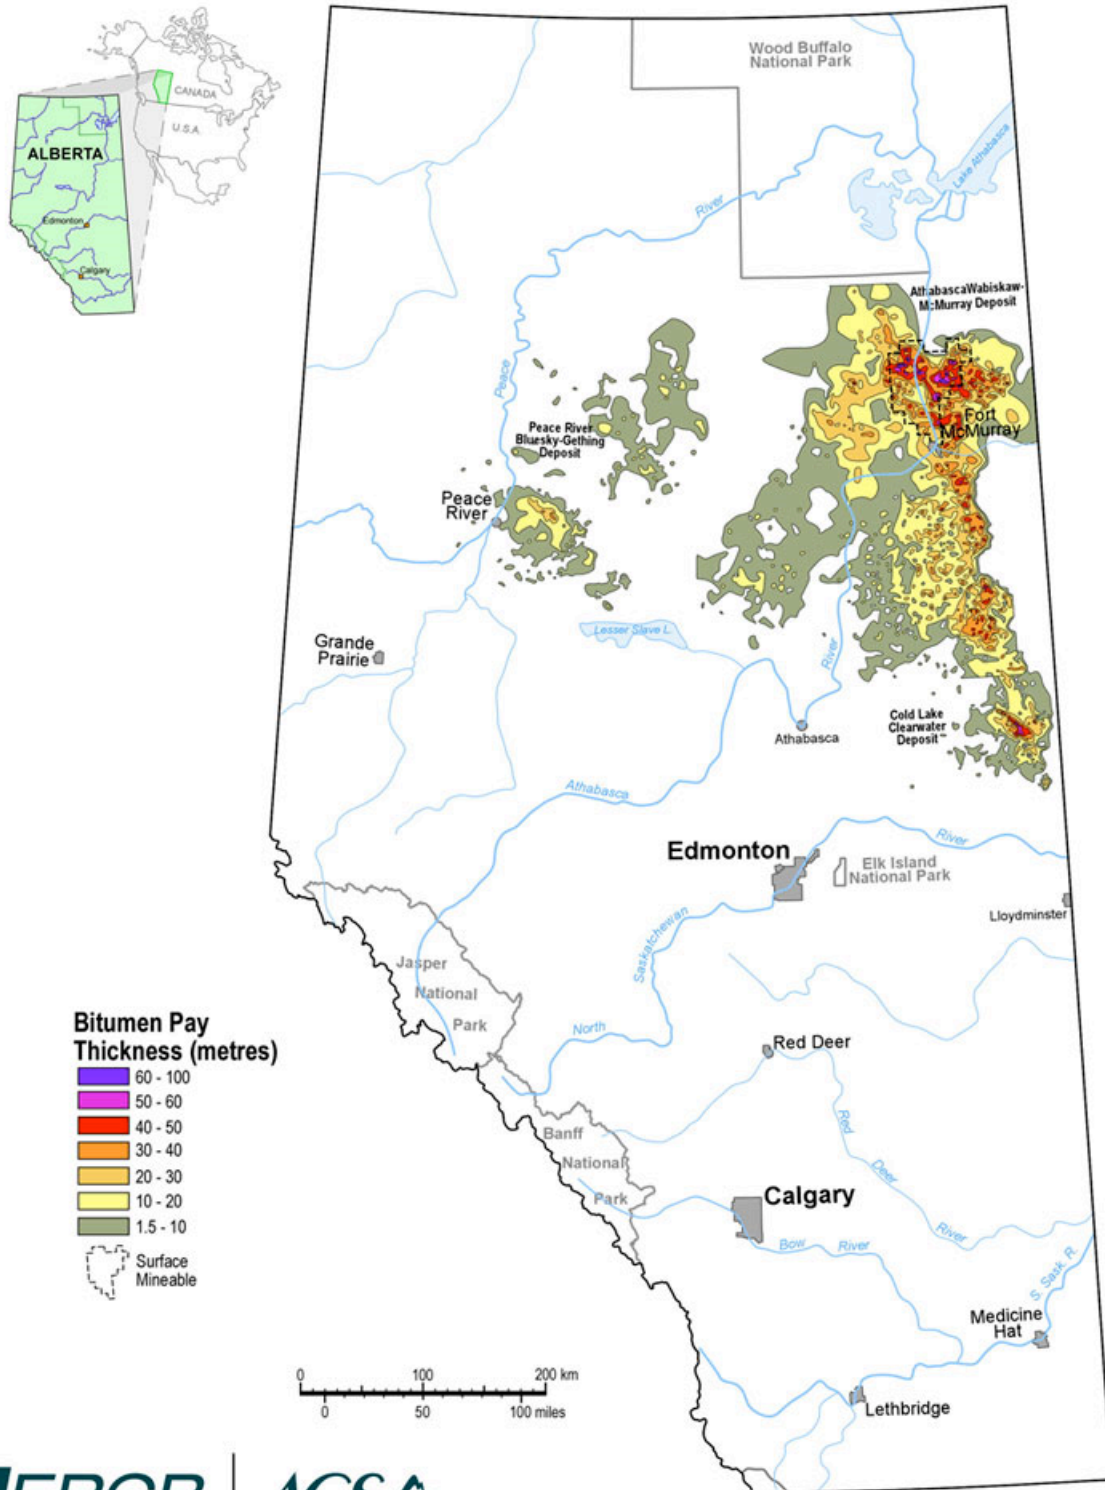 CANADA
U.S.A.
ALBERTA
Edmonton
Calgary
Wood Buffalo
National Park
Lake Athabasca
River
Peace
AthabascaWabiskaw-
McMurray Deposit
Fort
McMurray
Peace River
Bluesky-Gething
Deposit
Peace
River
Grande
Prairie
Lesser Slave L.
River
Athabasca
Cold Lake
Clearwater
Deposit
Athabasca
Edmonton
River
Elk Island
National Park
Lloydminster
Saskatchewan
North
Jasper
National
Park
Red Deer
Red
Deer
River
Banff
National
Park
Calgary
Bow River
S. Sask. R.
Medicine
Hat
Lethbridge
Bitumen Pay
Thickness (metres)
60 - 100
50 - 60
40 - 50
30 - 40
20 - 30
10 - 20
1.5 - 10
Surface
Mineable
0 100 200 km
0 50 100 miles